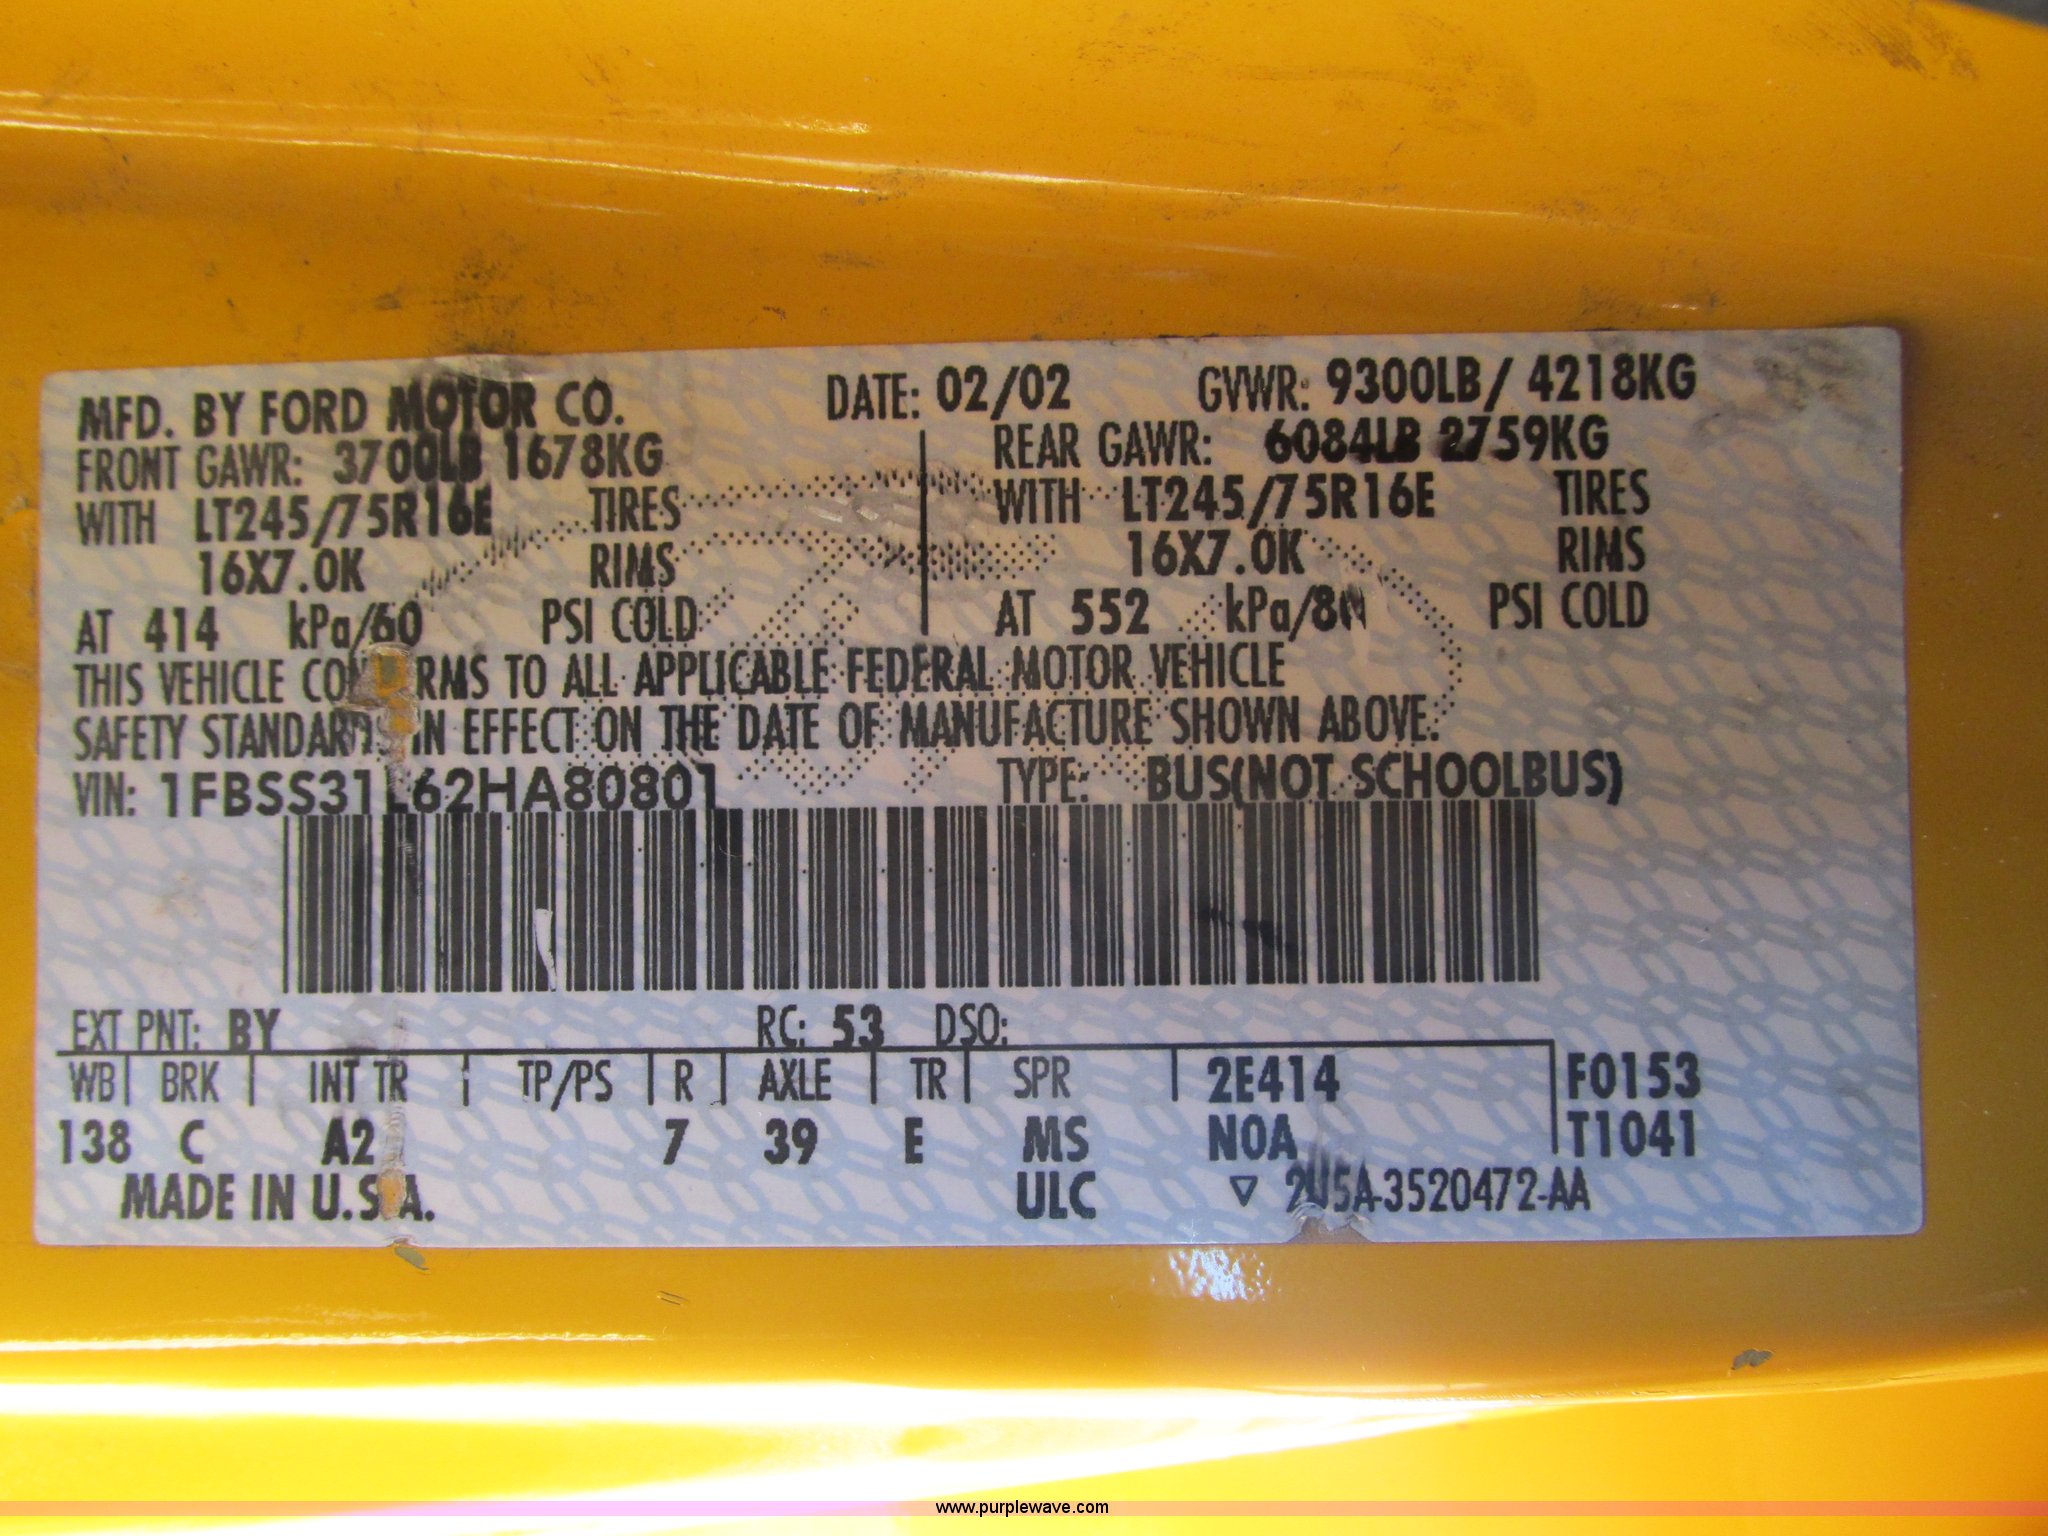 MFD. BY FORD MOTOR CO. DATE: 02/02 GVWR: 9300LB/ 4218KG
FRONT GAWR: 3700LB 1678KG REAR GAWR: 6084LB 2759KG
WITH LT245/75R16E TIRES WITH LT245/75R16E TIRES
16X7.0K RIMS 16X7.0K RIMS
AT 414 kPa/60 PSI COLD AT 552 kPa/80 PSI COLD
THIS VEHICLE CONFORMS TO ALL APPLICABLE FEDERAL MOTOR VEHICLE
SAFETY STANDARDS IN EFFECT ON THE DATE OF MANUFACTURE SHOWN ABOVE.
VIN: 1FBSS31L62HA80801 TYPE: BUS(NOT SCHOOLBUS)
EXT PNT: BY RC: 53 DSO:
WB BRK INT TR TP/PS R AXLE TR SPR 2E414 F0153
138 C A2 7 39 E MS N0A T1041
MADE IN U.S.A. ULC ▽ 2U5A-3520472-AA
www.purplewave.com